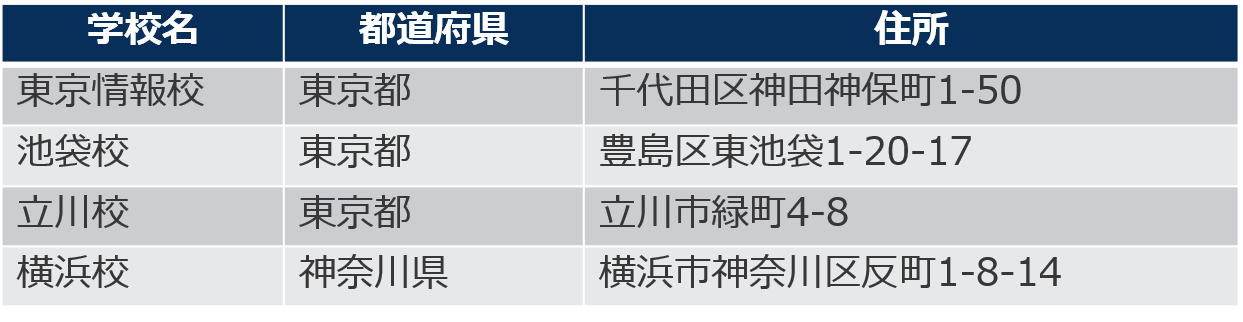 学校名 都道府県 住所
東京情報校 東京都 千代田区神田神保町1-50
池袋校 東京都 豊島区東池袋1-20-17
立川校 東京都 立川市緑町4-8
横浜校 神奈川県 横浜市神奈川区反町1-8-14